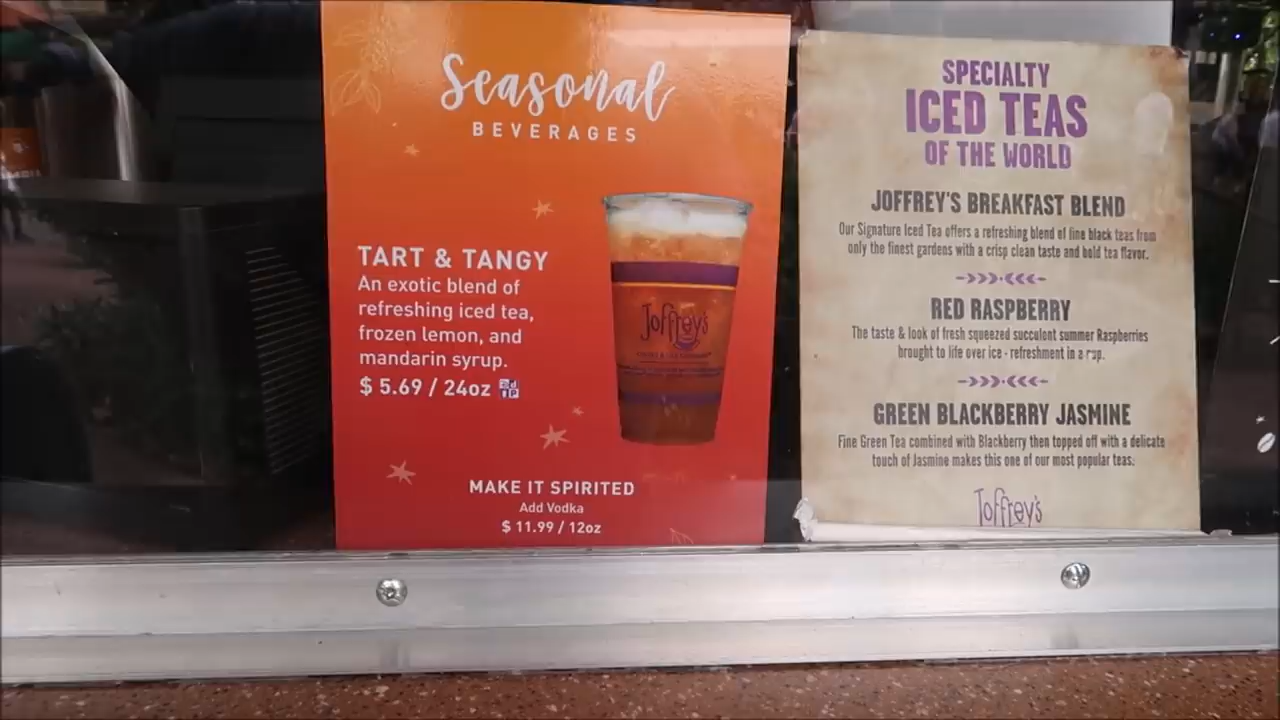 Seasonal
BEVERAGES
TART & TANGY
An exotic blend of
refreshing iced tea,
frozen lemon, and
mandarin syrup.
$ 5.69 / 24oz
Joffrey's
MAKE IT SPIRITED
Add Vodka
$ 11.99 / 12oz
SPECIALTY
ICED TEAS
OF THE WORLD
JOFFREY'S BREAKFAST BLEND
Our Signature Iced Tea offers a refreshing blend of fine black teas from
only the finest gardens with a crisp clean taste and bold tea flavor.
RED RASPBERRY
The taste & look of fresh squeezed succulent summer Raspberries
brought to life over ice - refreshment in a cup.
GREEN BLACKBERRY JASMINE
Fine Green Tea combined with Blackberry then topped off with a delicate
touch of Jasmine makes this one of our most popular teas.
Joffrey's